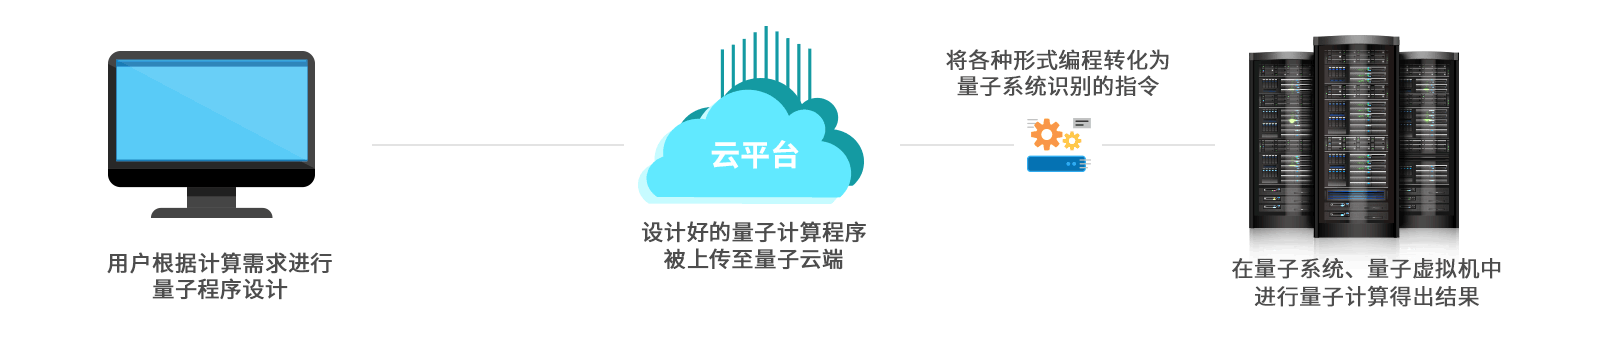 用户根据计算需求进行
量子程序设计
云平台
设计好的量子计算程序
被上传至量子云端
将各种形式编程转化为
量子系统识别的指令
在量子系统、量子虚拟机中
进行量子计算得出结果